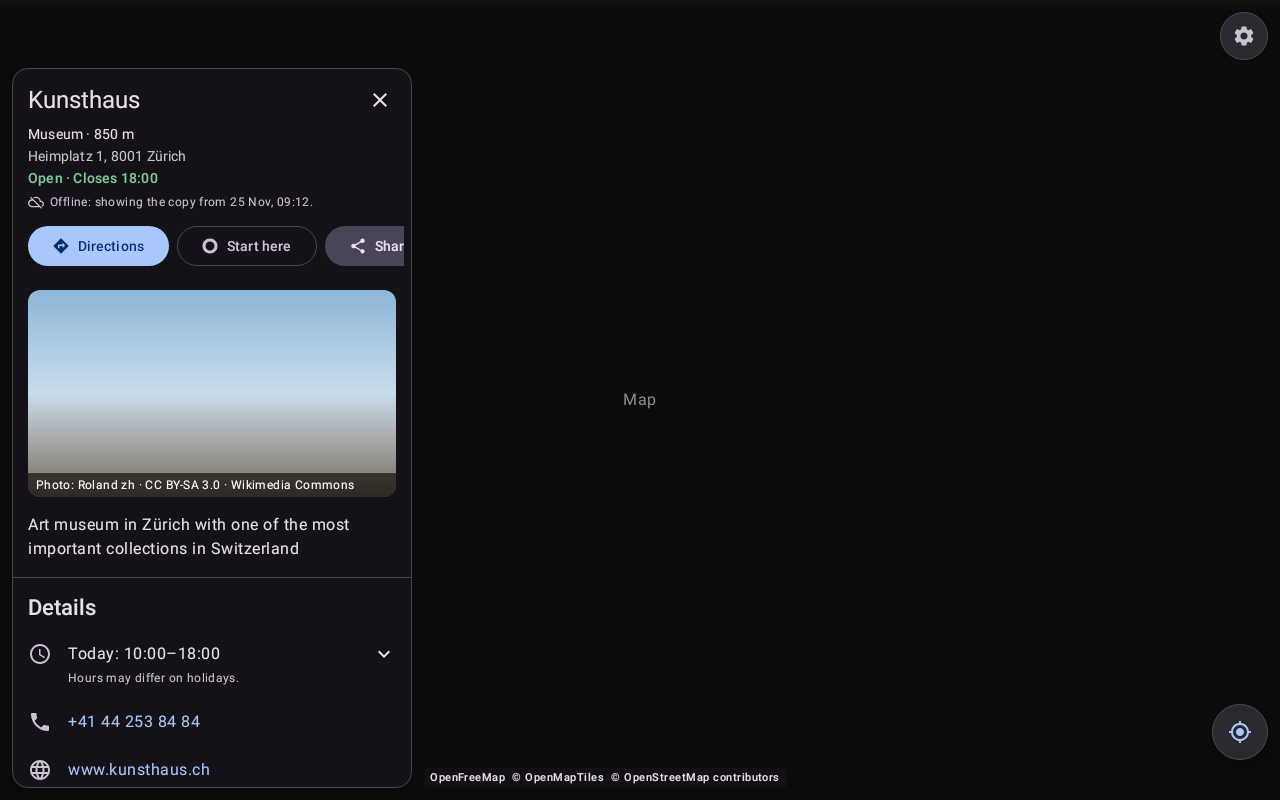 Kunsthaus
Museum · 850 m
Heimplatz 1, 8001 Zürich
Open · Closes 18:00
Offline: showing the copy from 25 Nov, 09:12.
Directions
Start here
Shar
Map
Photo: Roland zh · CC BY-SA 3.0 · Wikimedia Commons
Art museum in Zürich with one of the most
important collections in Switzerland
Details
Today: 10:00–18:00
Hours may differ on holidays.
+41 44 253 84 84
www.kunsthaus.ch
OpenFreeMap © OpenMapTiles © OpenStreetMap contributors